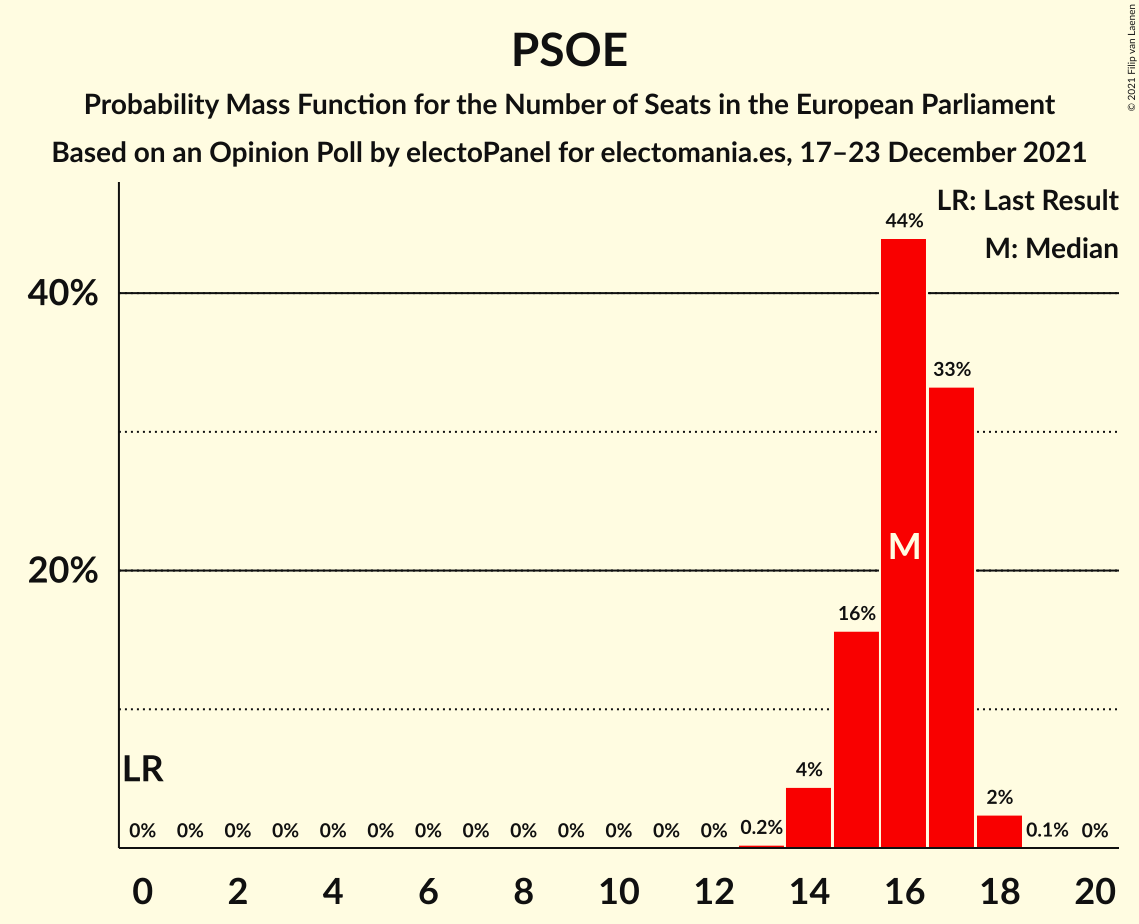 PSOE
Probability Mass Function for the Number of Seats in the European Parliament
Based on an Opinion Poll by electoPanel for electomania.es, 17–23 December 2021
© 2021 Filip van Laenen
LR: Last Result
M: Median
40%
20%
44%
33%
16%
M
4%
2%
LR
0% 0% 0% 0% 0% 0% 0% 0% 0% 0% 0% 0% 0% 0.2% 0.1% 0%
0 2 4 6 8 10 12 14 16 18 20